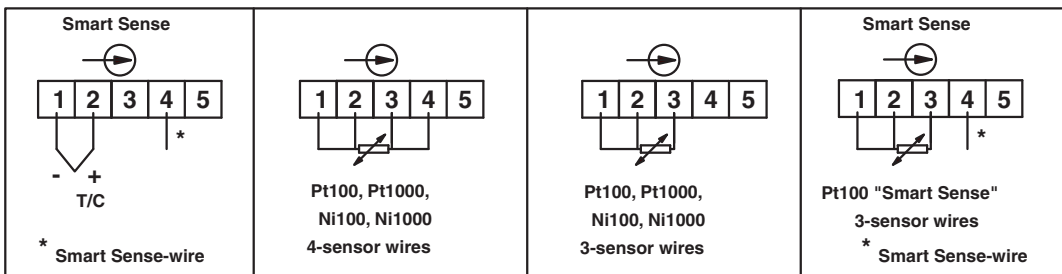 Smart Sense
1 2 3 4 5
*
- +
T/C
* Smart Sense-wire
1 2 3 4 5
Pt100, Pt1000,
Ni100, Ni1000
4-sensor wires
1 2 3 4 5
Pt100, Pt1000,
Ni100, Ni1000
3-sensor wires
Smart Sense
1 2 3 4 5
*
Pt100 "Smart Sense"
3-sensor wires
* Smart Sense-wire